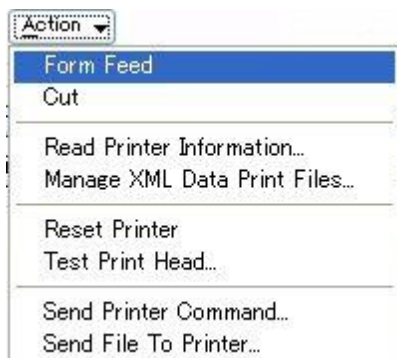 Action
Form Feed
Cut
Read Printer Information...
Manage XML Data Print Files...
Reset Printer
Test Print Head...
Send Printer Command...
Send File To Printer...